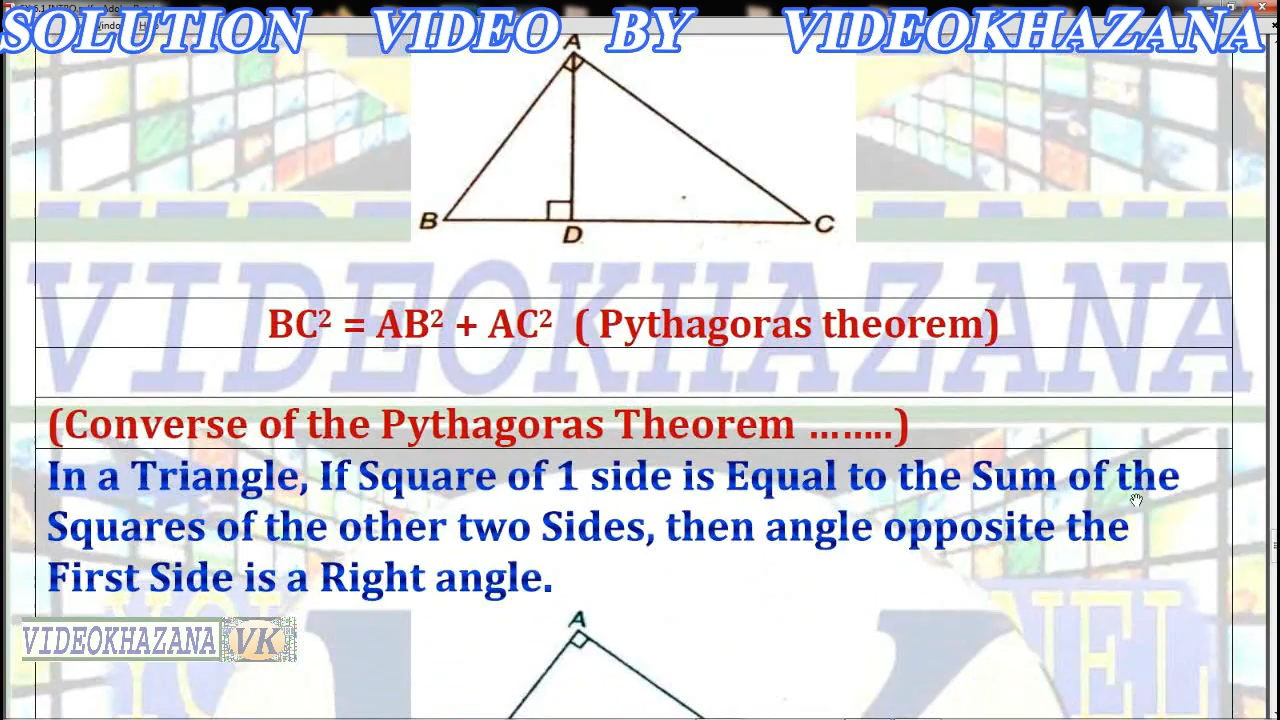 SOLUTION VIDEO BY VIDEOKHAZANA
A
B
D
C
VIDEOKHAZANA
BC² = AB² + AC² ( Pythagoras theorem)
(Converse of the Pythagoras Theorem ........)
In a Triangle, If Square of 1 side is Equal to the Sum of the
Squares of the other two Sides, then angle opposite the
First Side is a Right angle.
A
VIDEOKHAZANA VK